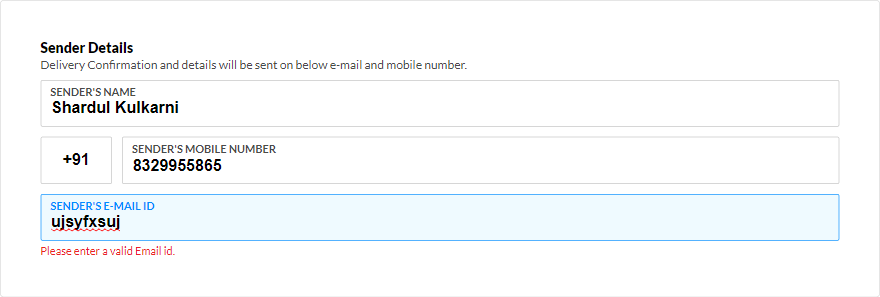 Sender Details
Delivery Confirmation and details will be sent on below e-mail and mobile number.
SENDER'S NAME
Shardul Kulkarni
+91
SENDER'S MOBILE NUMBER
8329955865
SENDER'S E-MAIL ID
ujsyfxsuj
Please enter a valid Email id.